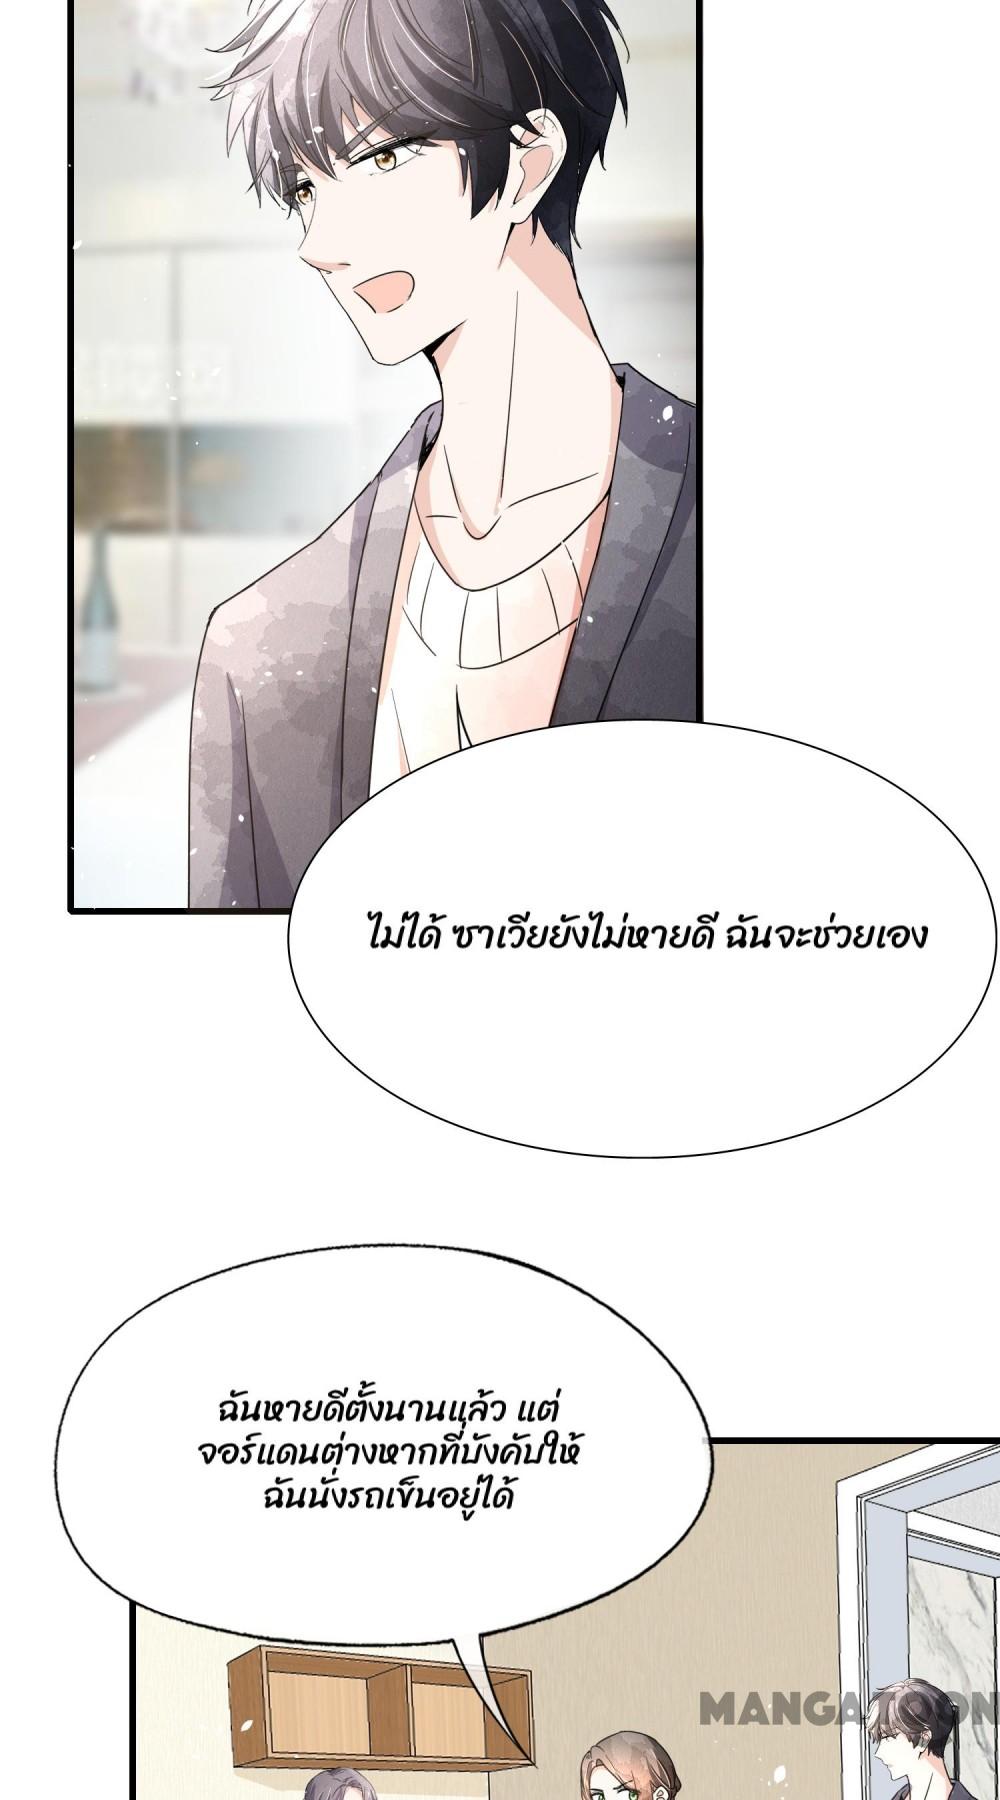 ไม่ได้ ซาเวียยังไม่หายดี ฉันจะช่วยเอง
ฉันหายดีตั้งนานแล้ว แต่
จอร์แดนต่างหากที่บังคับให้
ฉันนั่งรถเข็นอยู่ได้
MANGATOON